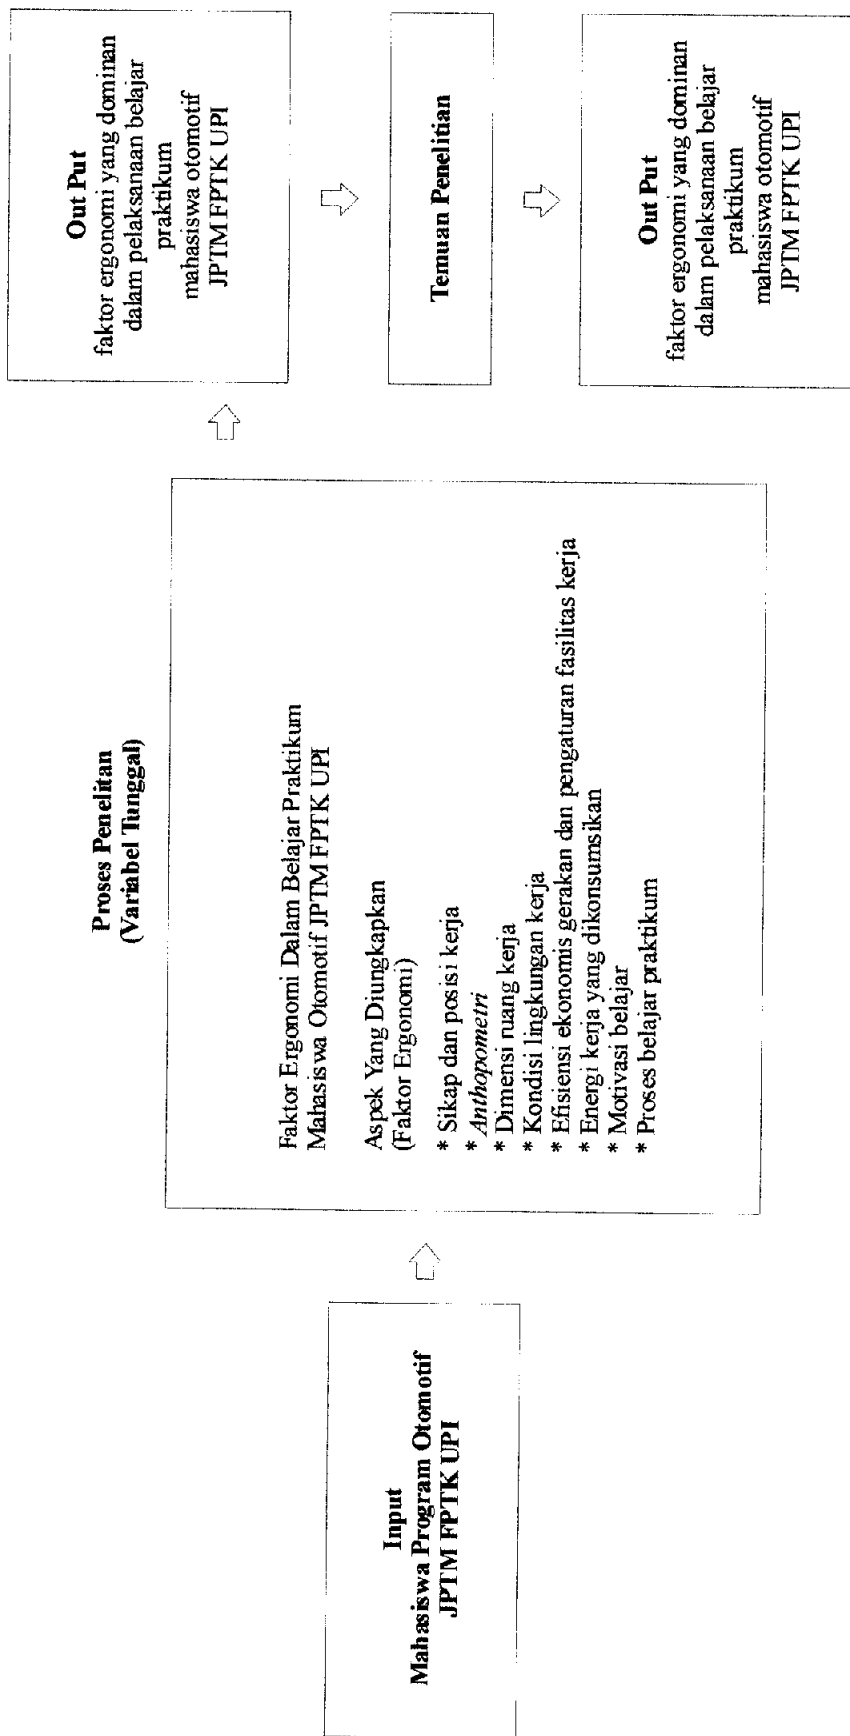 Input
Mahasiswa Program Otomotif
JPTM FPTK UPI
Proses Penelitan
(Variabel Tunggal)
Faktor Ergonomi Dalam Belajar Praktikum
Mahasiswa Otomotif JPTM FPTK UPI
Aspek Yang Diungkapkan
(Faktor Ergonomi)
* Sikap dan posisi kerja
* Anthopometri
* Dimensi ruang kerja
* Kondisi lingkungan kerja
* Efisiensi ekonomis gerakan dan pengaturan fasilitas kerja
* Energi kerja yang dikonsumsikan
* Motivasi belajar
* Proses belajar praktikum
Out Put
faktor ergonomi yang dominan
dalam pelaksanaan belajar
praktikum
mahasiswa otomotif
JPTM FPTK UPI
Temuan Penelitian
Out Put
faktor ergonomi yang dominan
dalam pelaksanaan belajar
praktikum
mahasiswa otomotif
JPTM FPTK UPI